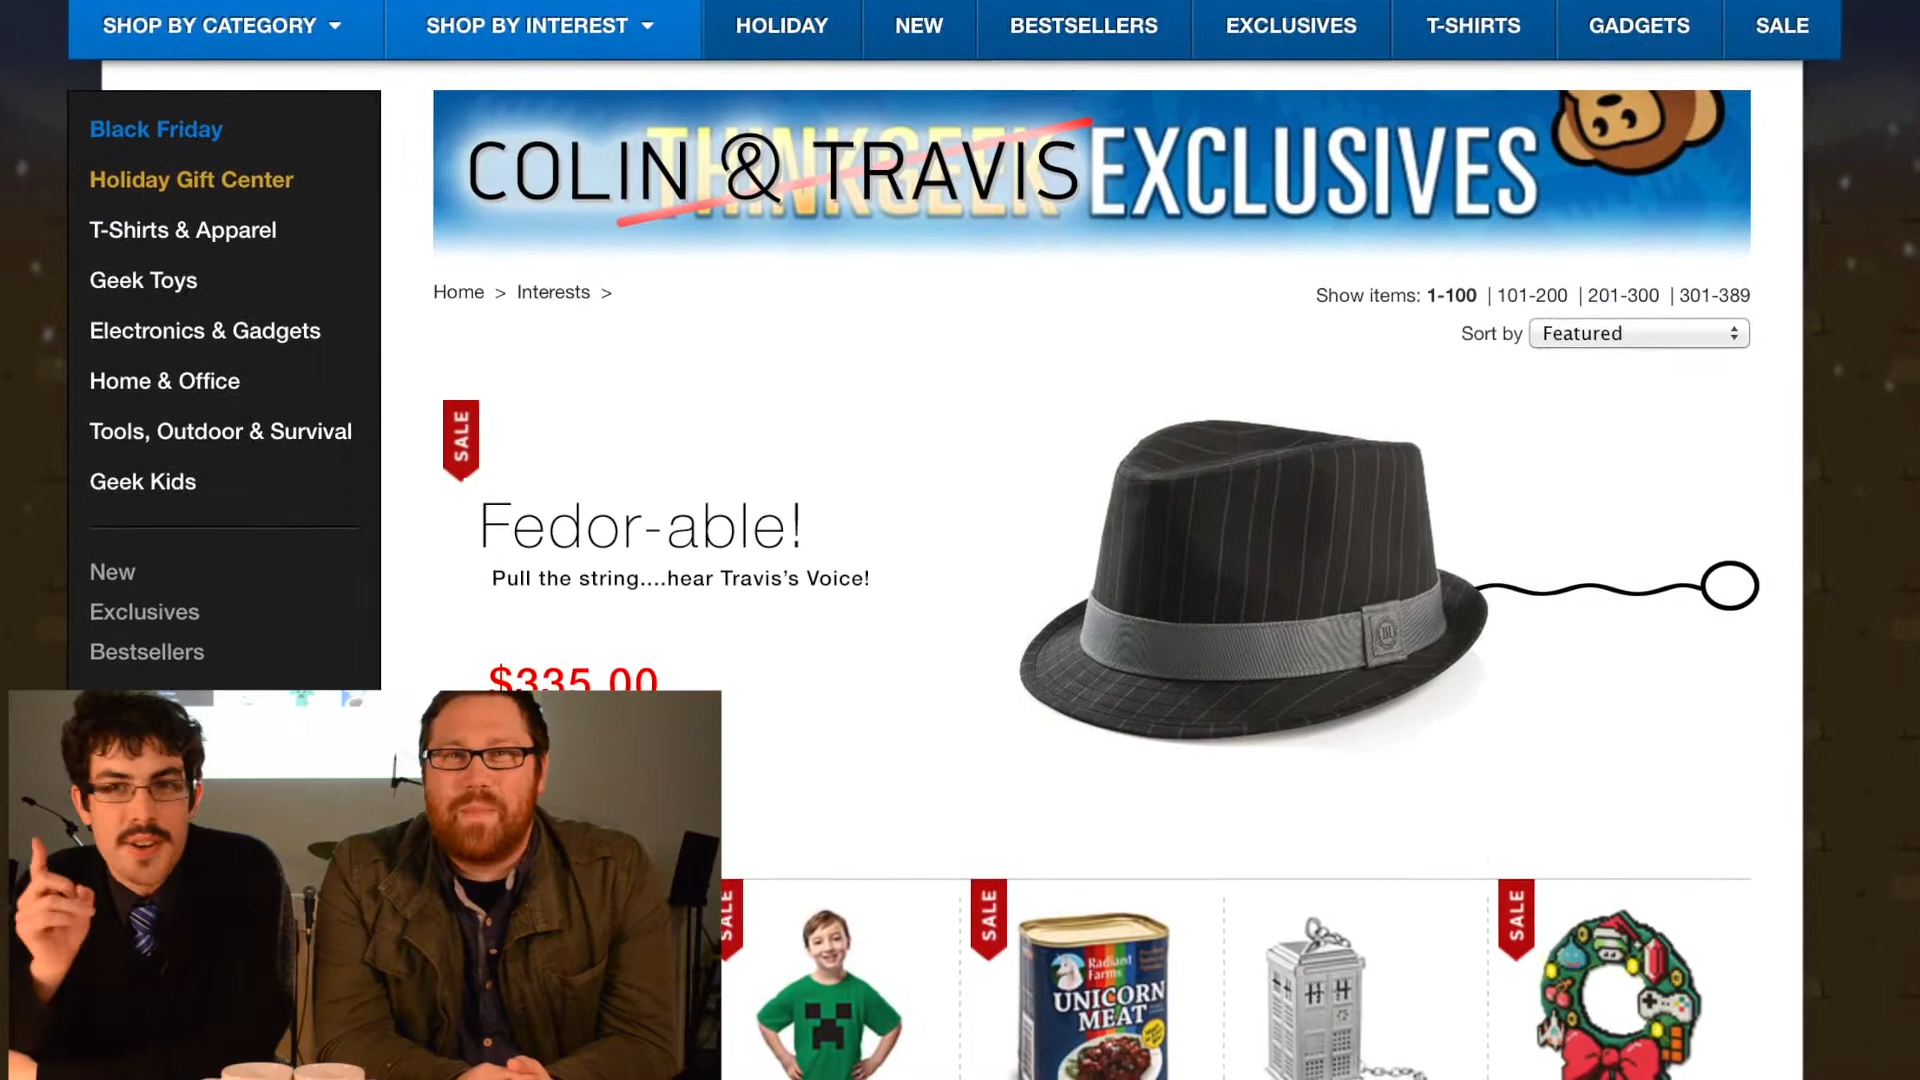 SHOP BY CATEGORY
SHOP BY INTEREST
HOLIDAY
NEW
BESTSELLERS
EXCLUSIVES
T-SHIRTS
GADGETS
SALE
Black Friday
Holiday Gift Center
T-Shirts & Apparel
Geek Toys
Electronics & Gadgets
Home & Office
Tools, Outdoor & Survival
Geek Kids
New
Exclusives
Bestsellers
COLIN & TRAVIS
THINKGEEK EXCLUSIVES
Home > Interests >
Show items: 1-100 | 101-200 | 201-300 | 301-389
Sort by Featured
SALE
Fedor-able!
Pull the string....hear Travis's Voice!
$335.00
SALE
SALE
Radiant
Farms
UNICORN
MEAT
SALE